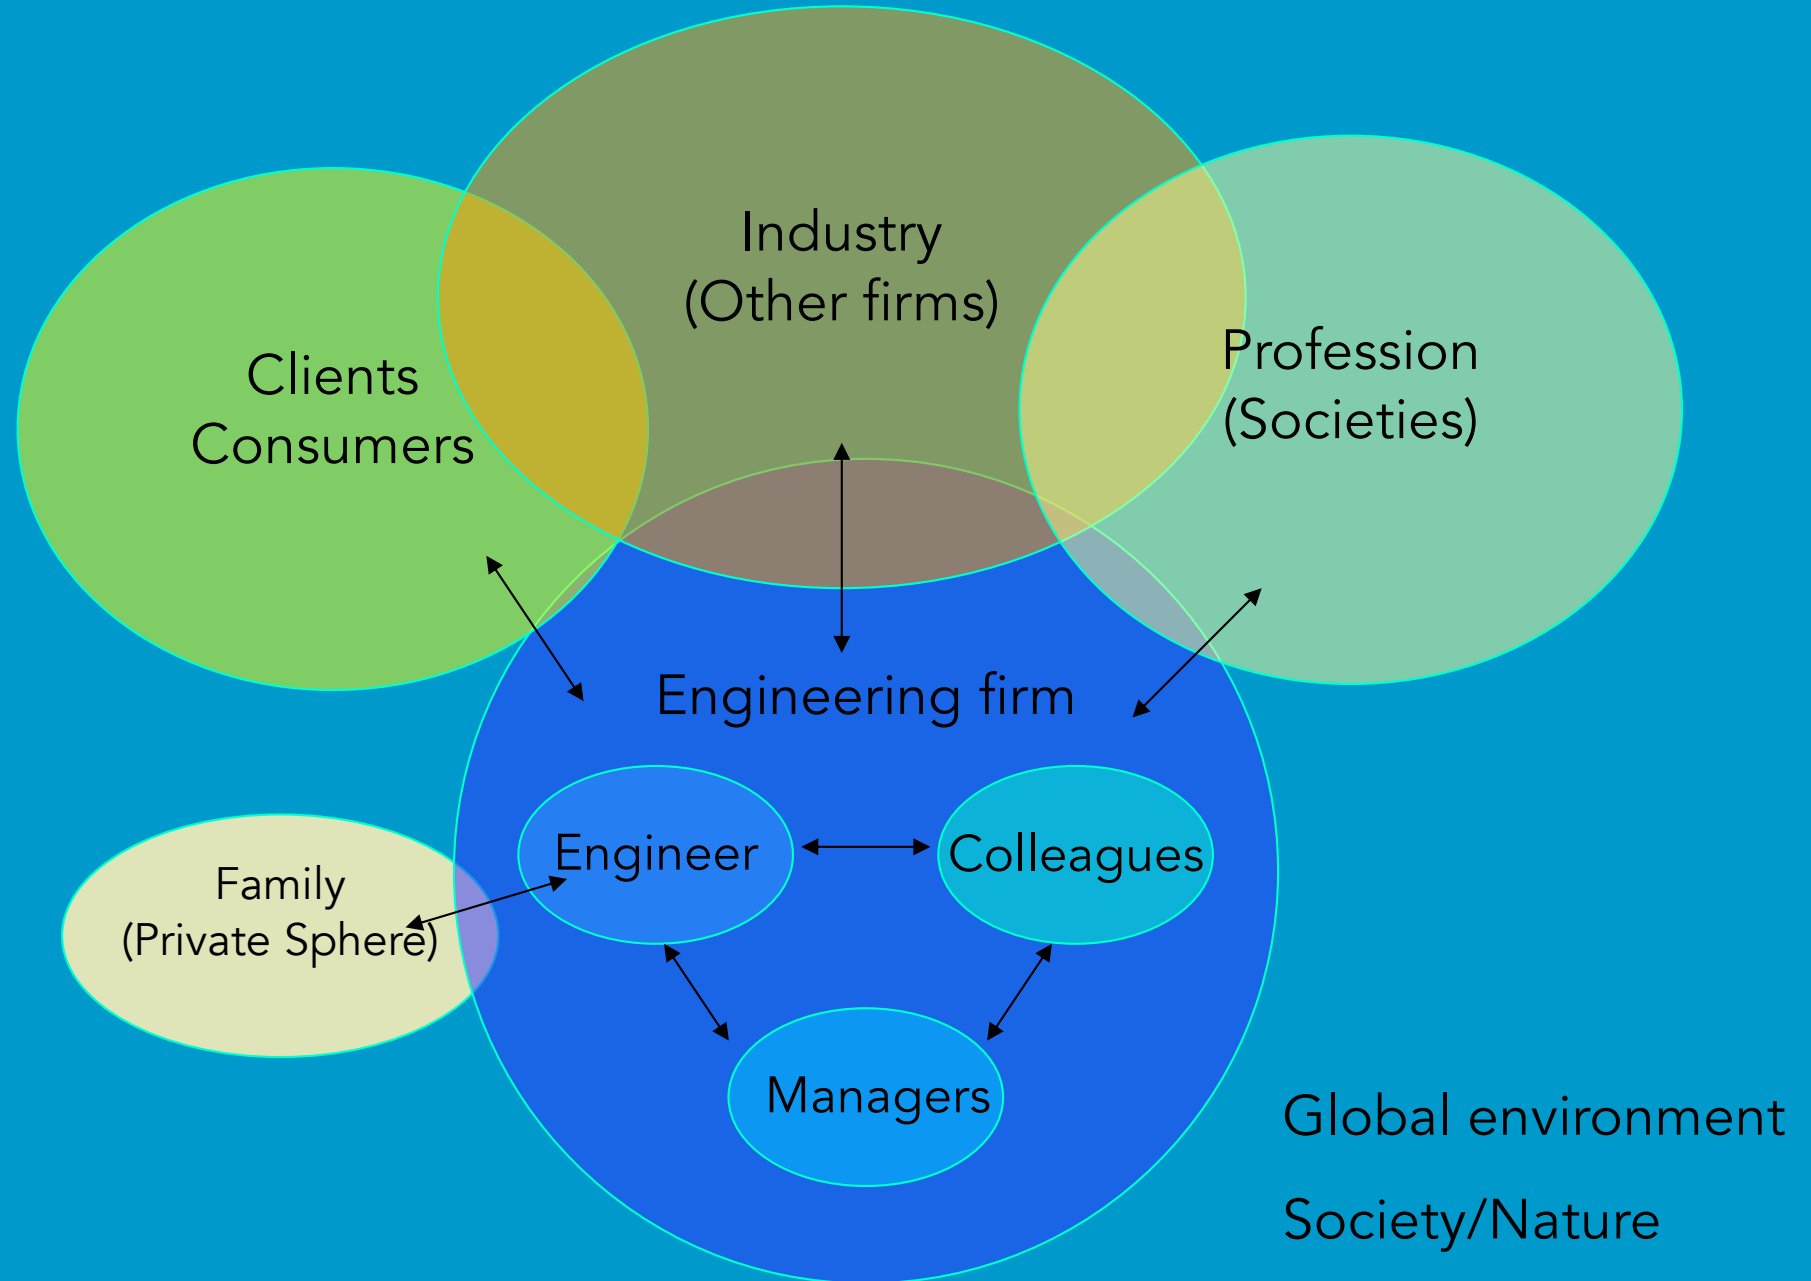 Industry
(Other firms)
Clients
Consumers
Profession
(Societies)
Engineering firm
Engineer
Colleagues
Family
(Private Sphere)
Managers
Global environment
Society/Nature